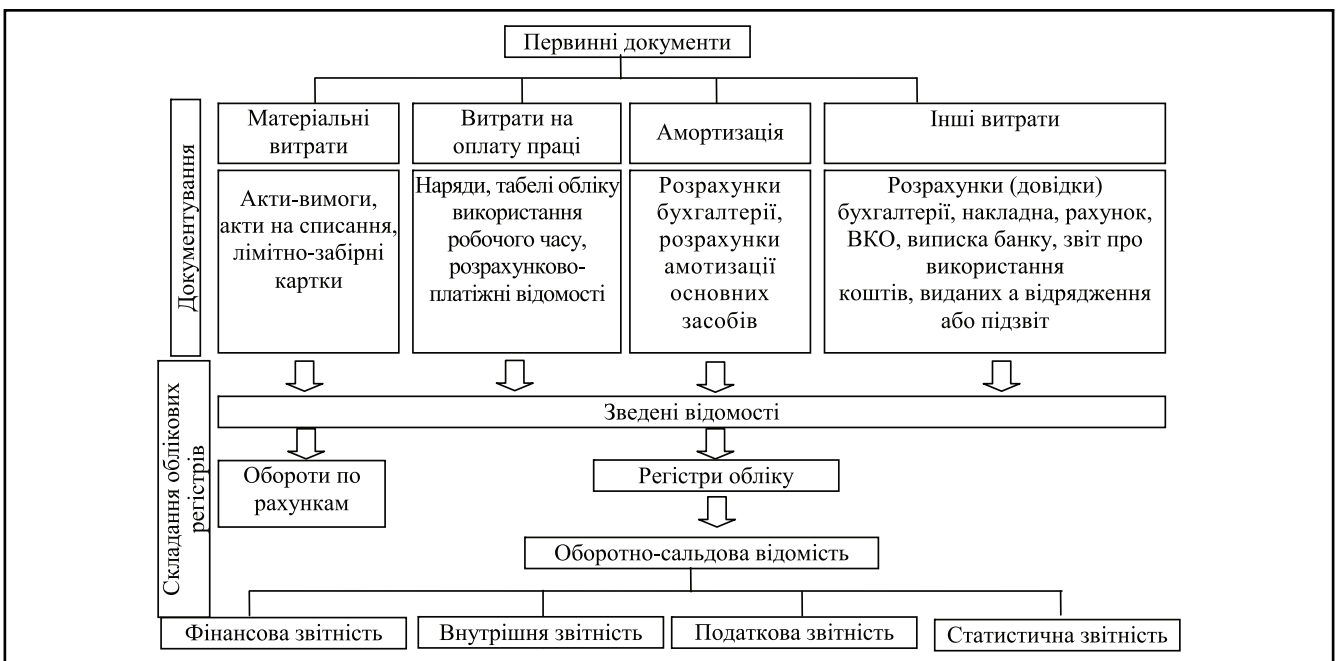 Первинні документи
Документування
Матеріальні
витрати
Витрати на
оплату праці
Амортизація
Інші витрати
Акти-вимоги,
акти на списання,
лімітно-забірні
картки
Наряди, табелі обліку
використання
робочого часу,
розрахунково-
платіжні відомості
Розрахунки
бухгалтерії,
розрахунки
амотизації
основних
засобів
Розрахунки (довідки)
бухгалтерії, накладна, рахунок,
ВКО, виписка банку, звіт про
використання
коштів, виданих а відрядження
або підзвіт
Складання облікових
регістрів
Зведені відомості
Обороти по
рахункам
Регістри обліку
Оборотно-сальдова відомість
Фінансова звітність
Внутрішня звітність
Податкова звітність
Статистична звітність